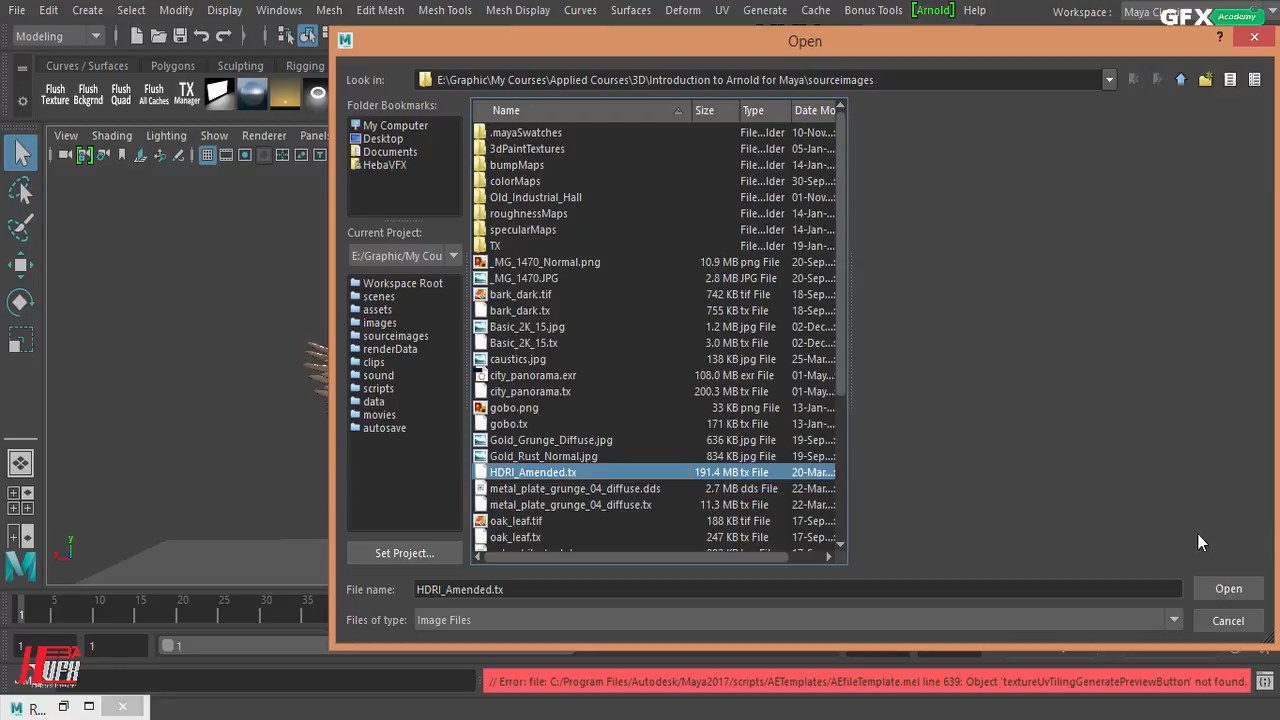 File Edit Create Select Modify Display Windows Mesh Edit Mesh Mesh Tools Mesh Display Curves Surfaces Deform UV Generate Cache Bonus Tools [Arnold] Help Workspace :
GFX Academy
Modeling
Open
?
Look in: E:\Graphic\My Courses\Applied Courses\3D\Introduction to Arnold for Maya\sourceimages
Curves / Surfaces Polygons Sculpting Rigging
Flush Texture Flush Bckgrnd Flush Quad Flush All Caches TX Manager
View Shading Lighting Show Renderer Panels
Folder Bookmarks:
My Computer
Desktop
Documents
HebaVFX
Current Project:
E:/Graphic/My Cou
Workspace Root
scenes
assets
images
sourceimages
renderData
clips
sound
scripts
data
movies
autosave
Set Project...
Name Size Type Date Mo
.mayaSwatches File...lder 10-Nov...
3dPaintTextures File...lder 05-Jan-...
bumpMaps File...lder 14-Jan-...
colorMaps File...lder 30-Sep...
Old_Industrial_Hall File...lder 01-Nov...
roughnessMaps File...lder 14-Jan-...
specularMaps File...lder 14-Jan-...
TX File...lder 19-Jan-...
_MG_1470_Normal.png 10.9 MB png File 20-Sep...
_MG_1470.JPG 2.8 MB JPG File 20-Sep...
bark_dark.tif 742 KB tif File 18-Sep...
bark_dark.tx 755 KB tx File 18-Sep...
Basic_2K_15.jpg 1.2 MB jpg File 02-Dec...
Basic_2K_15.tx 3.0 MB tx File 02-Dec...
caustics.jpg 138 KB jpg File 25-Mar...
city_panorama.exr 108.0 MB exr File 01-May...
city_panorama.tx 200.3 MB tx File 01-May...
gobo.png 33 KB png File 13-Jan-...
gobo.tx 171 KB tx File 13-Jan-...
Gold_Grunge_Diffuse.jpg 636 KB jpg File 19-Sep...
Gold_Rust_Normal.jpg 834 KB jpg File 19-Sep...
HDRI_Amended.tx 191.4 MB tx File 20-Mar...
metal_plate_grunge_04_diffuse.dds 2.7 MB dds File 22-Mar...
metal_plate_grunge_04_diffuse.tx 11.3 MB tx File 22-Mar...
oak_leaf.tif 188 KB tif File 17-Sep...
oak_leaf.tx 247 KB tx File 17-Sep...
File name: HDRI_Amended.tx
Open
Files of type: Image Files
Cancel
y
5 10 15 20 25 30 35
1
1 1 1
HEBA VFX
// Error: file: C:/Program Files/Autodesk/Maya2017/scripts/AETemplates/AEfileTemplate.mel line 639: Object 'textureUvTilingGeneratePreviewButton' not found.
R...